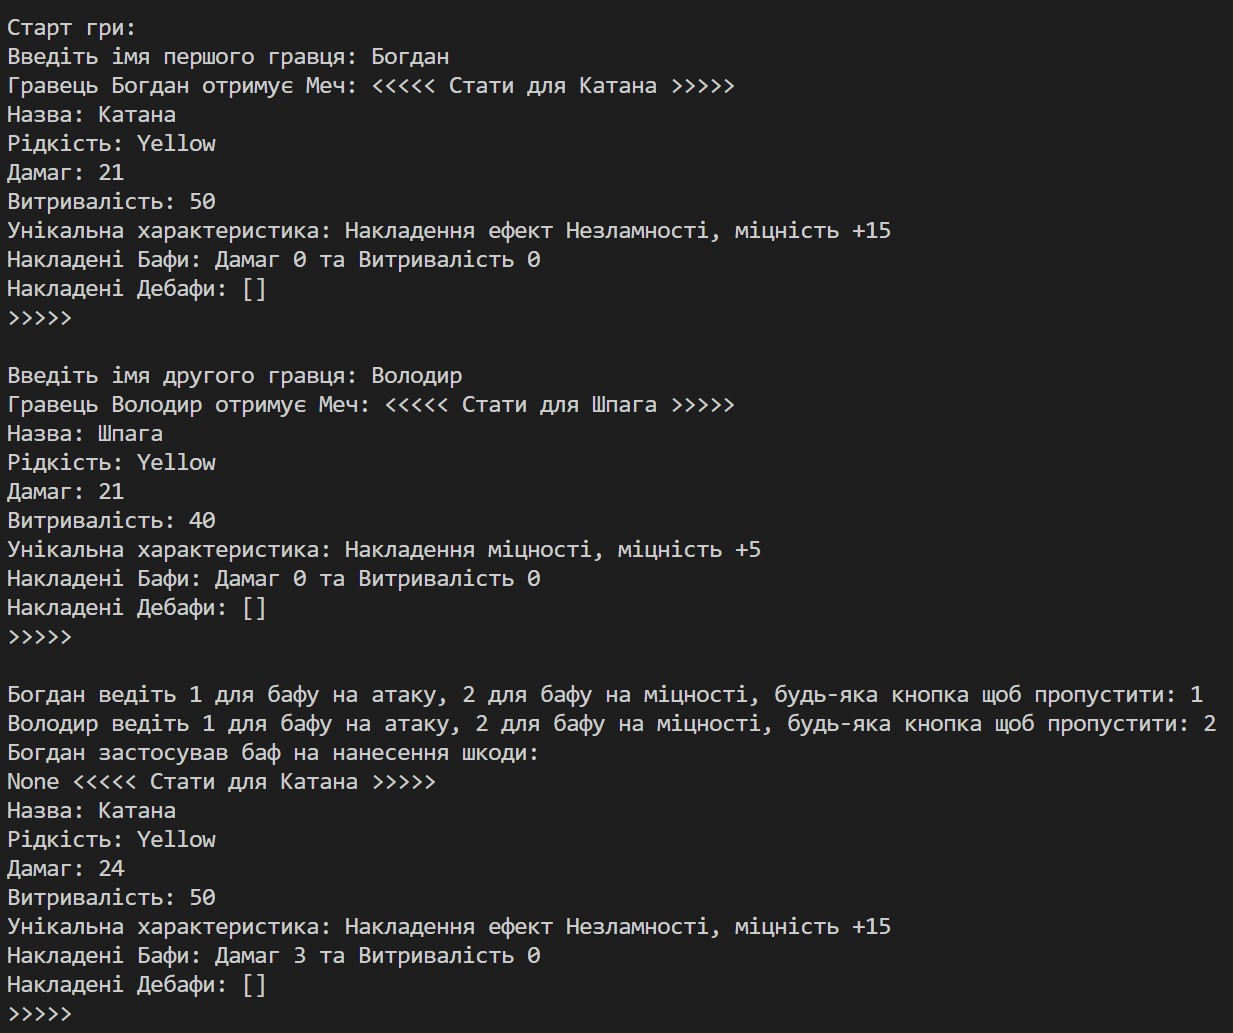 Старт гри:
Введіть імя першого гравця: Богдан
Гравець Богдан отримує Меч: <<<<< Стати для Катана >>>>>
Назва: Катана
Рідкість: Yellow
Дамаг: 21
Витривалість: 50
Унікальна характеристика: Накладення ефект Незламності, міцність +15
Накладені Бафи: Дамаг 0 та Витривалість 0
Накладені Дебафи: []
>>>>>
Введіть імя другого гравця: Володир
Гравець Володир отримує Меч: <<<<< Стати для Шпага >>>>>
Назва: Шпага
Рідкість: Yellow
Дамаг: 21
Витривалість: 40
Унікальна характеристика: Накладення міцності, міцність +5
Накладені Бафи: Дамаг 0 та Витривалість 0
Накладені Дебафи: []
>>>>>
Богдан ведіть 1 для бафу на атаку, 2 для бафу на міцності, будь-яка кнопка щоб пропустити: 1
Володир ведіть 1 для бафу на атаку, 2 для бафу на міцності, будь-яка кнопка щоб пропустити: 2
Богдан застосував баф на нанесення шкоди:
None <<<<< Стати для Катана >>>>>
Назва: Катана
Рідкість: Yellow
Дамаг: 24
Витривалість: 50
Унікальна характеристика: Накладення ефект Незламності, міцність +15
Накладені Бафи: Дамаг 3 та Витривалість 0
Накладені Дебафи: []
>>>>>